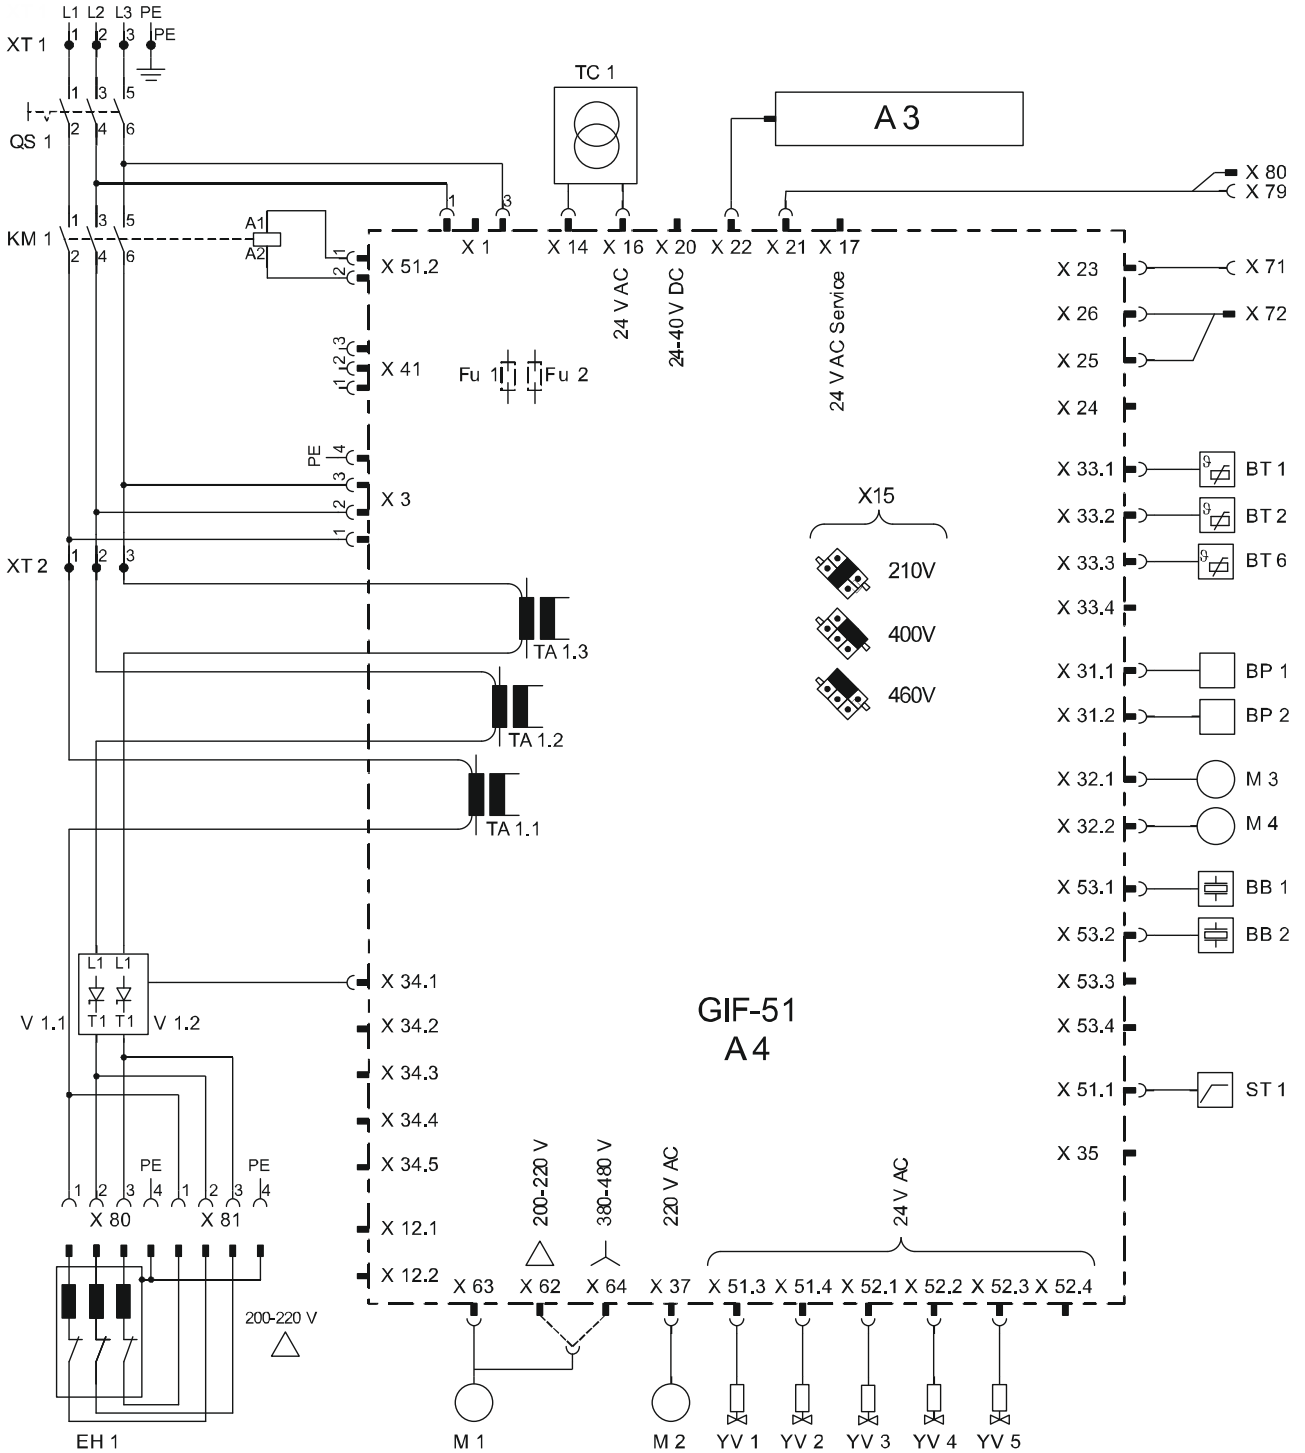 L1 L2 L3 PE
XT 1 1 2 3 PE
1 3 5
QS 1 2 4 6
TC 1
A 3
X 80
X 79
1 3
1 3 5
KM 1 2 4 6
A1
A2
1
2
X 51.2
X 1 X 14 X 16 X 20 X 22 X 21 X 17
24 V AC
24-40 V DC
24 V AC Service
X 23 X 71
X 26 X 72
X 25
X 24
3
2
1
X 41
Fu 1 Fu 2
PE 4
3
2
1
X 3
X 33.1 ϑ BT 1
X 33.2 ϑ BT 2
X 33.3 ϑ BT 6
X 33.4
X15
210V
400V
460V
XT 2 1 2 3
TA 1.3
TA 1.2
TA 1.1
X 31.1 BP 1
X 31.2 BP 2
X 32.1 M 3
X 32.2 M 4
X 53.1 BB 1
X 53.2 BB 2
X 53.3
X 53.4
L1 L1
T1 T1
V 1.1 V 1.2
X 34.1
X 34.2
X 34.3
X 34.4
X 34.5
GIF-51
A 4
X 51.1 ST 1
X 35
PE PE
1 2 3 4 1 2 3 4
X 80 X 81
X 12.1
X 12.2
200-220 V
380-480 V
220 V AC
24 V AC
X 63 X 62 X 64 X 37 X 51.3 X 51.4 X 52.1 X 52.2 X 52.3 X 52.4
200-220 V
EH 1
M 1 M 2 YV 1 YV 2 YV 3 YV 4 YV 5